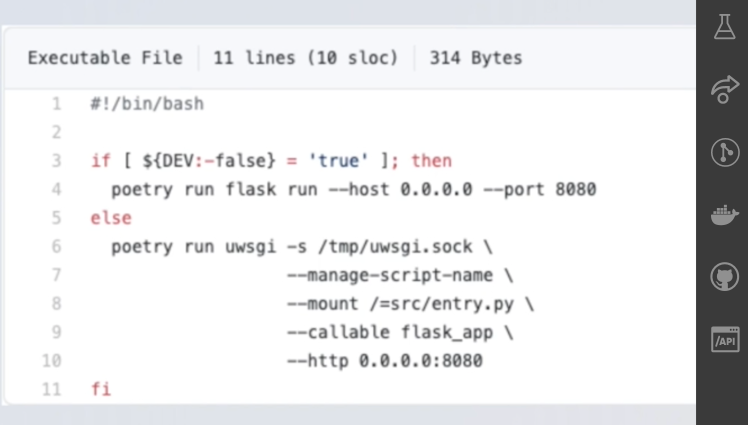 Executable File 11 lines (10 sloc) 314 Bytes
1 #!/bin/bash
2
3 if [ ${DEV:-false} = 'true' ]; then
4 poetry run flask run --host 0.0.0.0 --port 8080
5 else
6 poetry run uwsgi -s /tmp/uwsgi.sock \
7 --manage-script-name \
8 --mount /=src/entry.py \
9 --callable flask_app \
10 --http 0.0.0.0:8080
11 fi
/API